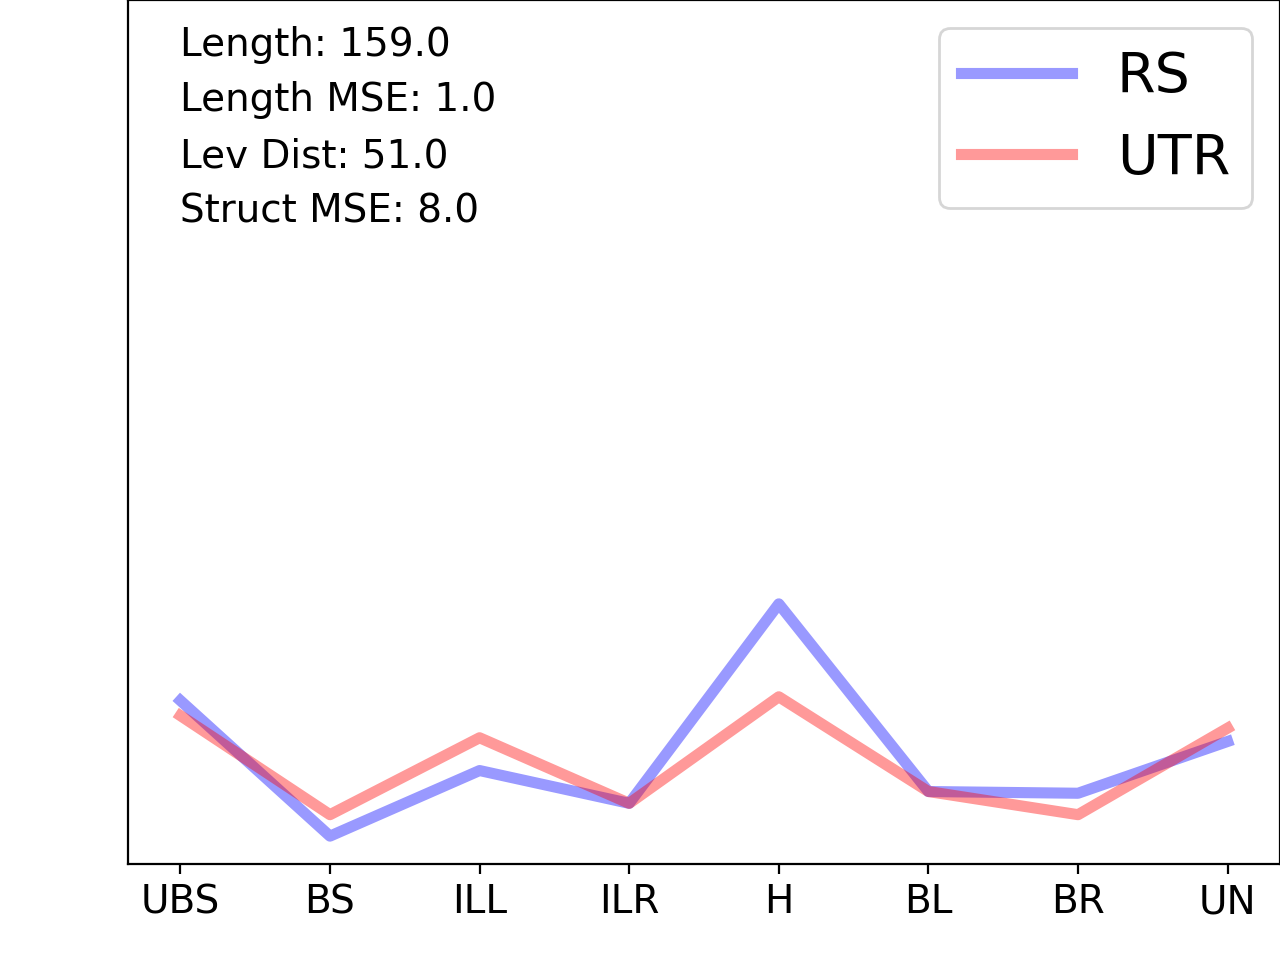 Length: 159.0
Length MSE: 1.0
Lev Dist: 51.0
Struct MSE: 8.0
RS
UTR
UBS BS ILL ILR H BL BR UN